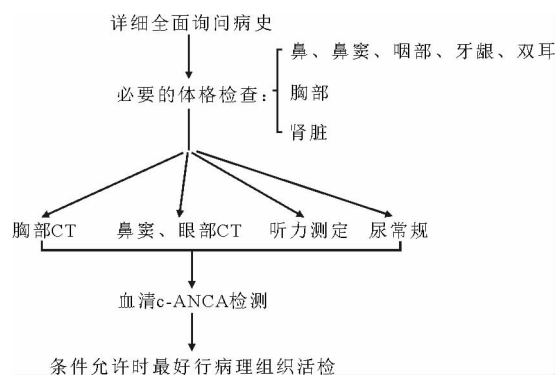 详细全面询问病史
鼻、鼻窦、咽部、牙龈、双耳
必要的体格检查：
胸部
肾脏
胸部CT
鼻窦、眼部CT
听力测定
尿常规
血清c-ANCA检测
条件允许时最好行病理组织活检